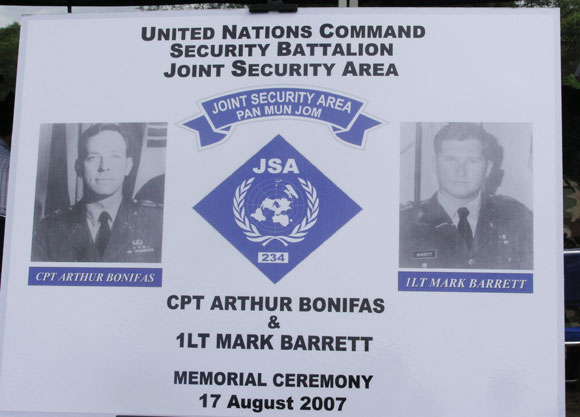 UNITED NATIONS COMMAND
SECURITY BATTALION
JOINT SECURITY AREA
JOINT SECURITY AREA
PAN MUN JOM
JSA
234
CPT ARTHUR BONIFAS
BARRETT
1LT MARK BARRETT
CPT ARTHUR BONIFAS
&
1LT MARK BARRETT
MEMORIAL CEREMONY
17 August 2007